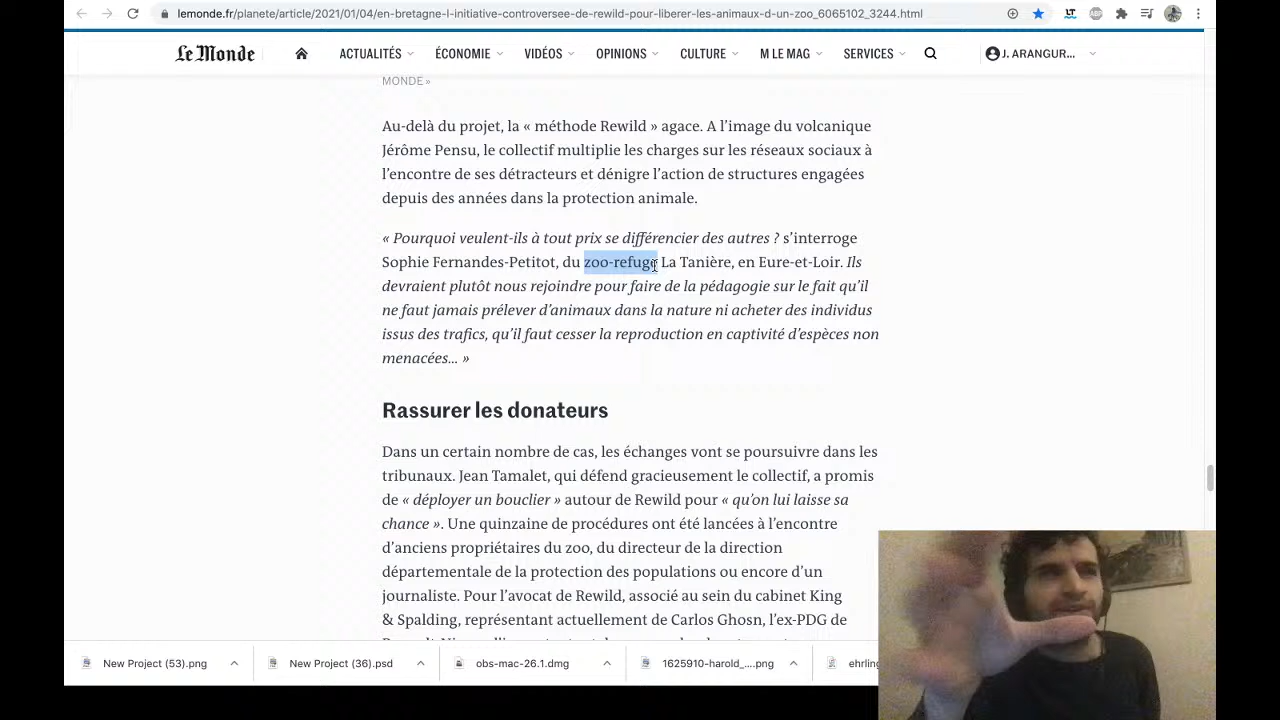 lemonde.fr/planete/article/2021/01/04/en-bretagne-l-initiative-controversee-de-rewild-pour-liberer-les-animaux-d-un-zoo_6065102_3244.html
LT
ABP
Le Monde
ACTUALITÉS
ÉCONOMIE
VIDÉOS
OPINIONS
CULTURE
M LE MAG
SERVICES
J. ARANGUR...
MONDE »
Au-delà du projet, la « méthode Rewild » agace. A l’image du volcanique
Jérôme Pensu, le collectif multiplie les charges sur les réseaux sociaux à
l’encontre de ses détracteurs et dénigre l’action de structures engagées
depuis des années dans la protection animale.
« Pourquoi veulent-ils à tout prix se différencier des autres ? s’interroge
Sophie Fernandes-Petitot, du zoo-refuge La Tanière, en Eure-et-Loir. Ils
devraient plutôt nous rejoindre pour faire de la pédagogie sur le fait qu’il
ne faut jamais prélever d’animaux dans la nature ni acheter des individus
issus des trafics, qu’il faut cesser la reproduction en captivité d’espèces non
menacées... »
Rassurer les donateurs
Dans un certain nombre de cas, les échanges vont se poursuivre dans les
tribunaux. Jean Tamalet, qui défend gracieusement le collectif, a promis
de « déployer un bouclier » autour de Rewild pour « qu’on lui laisse sa
chance ». Une quinzaine de procédures ont été lancées à l’encontre
d’anciens propriétaires du zoo, du directeur de la direction
départementale de la protection des populations ou encore d’un
journaliste. Pour l’avocat de Rewild, associé au sein du cabinet King
& Spalding, représentant actuellement de Carlos Ghosn, l’ex-PDG de
New Project (53).png
New Project (36).psd
obs-mac-26.1.dmg
1625910-harold_....png
ehrling